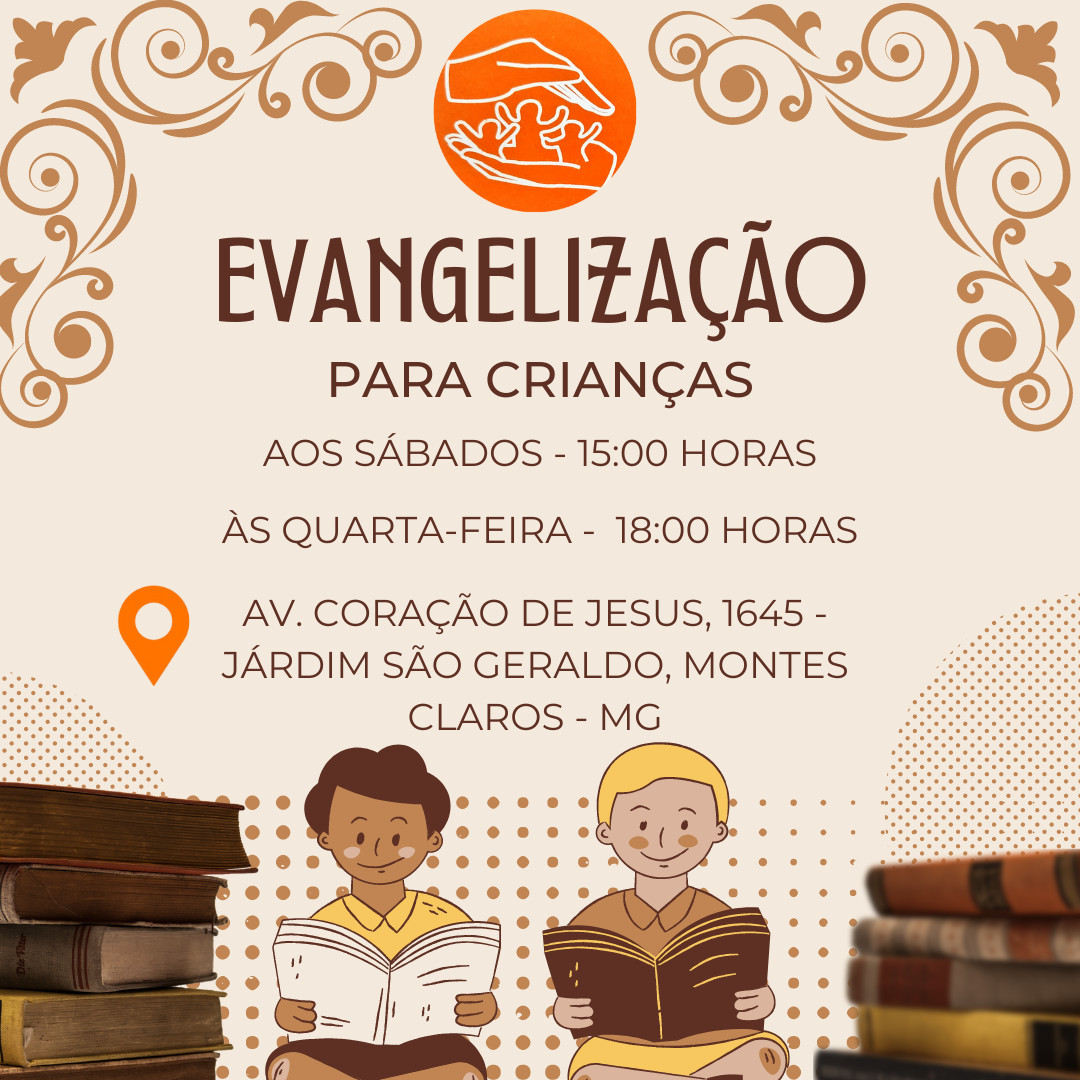 EVANGELIZAÇÃO
PARA CRIANÇAS
AOS SÁBADOS - 15:00 HORAS
ÀS QUARTA-FEIRA - 18:00 HORAS
AV. CORAÇÃO DE JESUS, 1645 -
JÁRDIM SÃO GERALDO, MONTES
CLAROS - MG